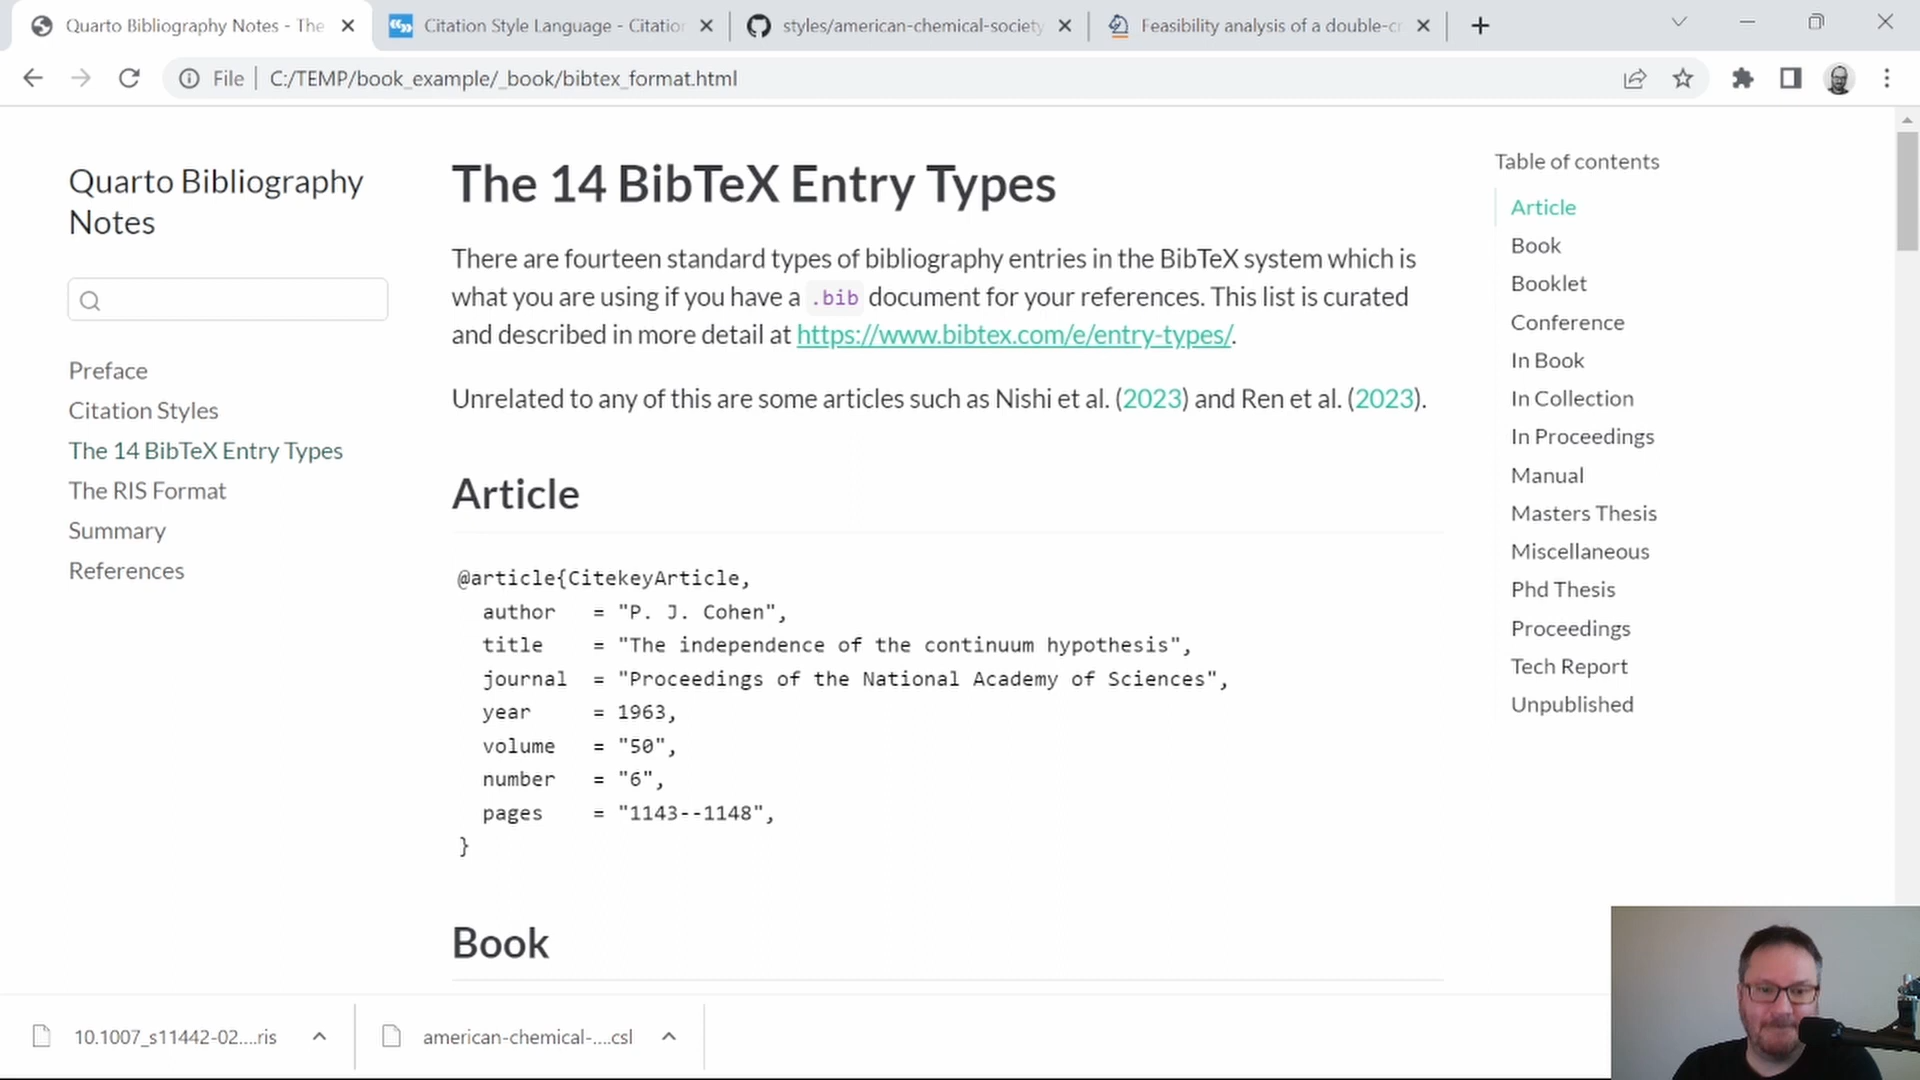 Quarto Bibliography Notes - The
Citation Style Language - Citation
styles/american-chemical-society
Feasibility analysis of a double-cr
File
C:/TEMP/book_example/_book/bibtex_format.html
Quarto Bibliography
Notes
Preface
Citation Styles
The 14 BibTeX Entry Types
The RIS Format
Summary
References
The 14 BibTeX Entry Types
There are fourteen standard types of bibliography entries in the BibTeX system which is
what you are using if you have a .bib document for your references. This list is curated
and described in more detail at https://www.bibtex.com/e/entry-types/.
Unrelated to any of this are some articles such as Nishi et al. (2023) and Ren et al. (2023).
Article
@article{CitekeyArticle,
author = "P. J. Cohen",
title = "The independence of the continuum hypothesis",
journal = "Proceedings of the National Academy of Sciences",
year = 1963,
volume = "50",
number = "6",
pages = "1143--1148",
}
Book
Table of contents
Article
Book
Booklet
Conference
In Book
In Collection
In Proceedings
Manual
Masters Thesis
Miscellaneous
Phd Thesis
Proceedings
Tech Report
Unpublished
10.1007_s11442-02....ris
american-chemical-....csl